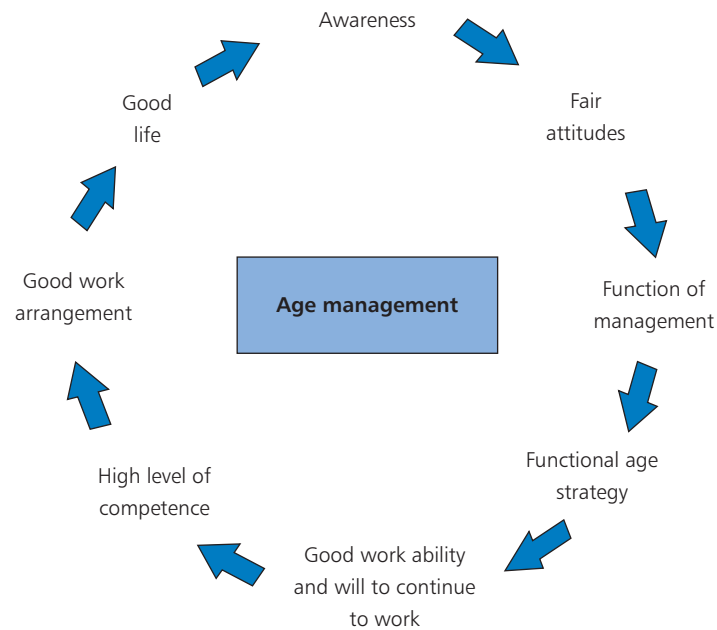 Awareness
Fair
attitudes
Function of
management
Functional age
strategy
Good work ability
and will to continue
to work
High level of
competence
Good work
arrangement
Good
life
Age management